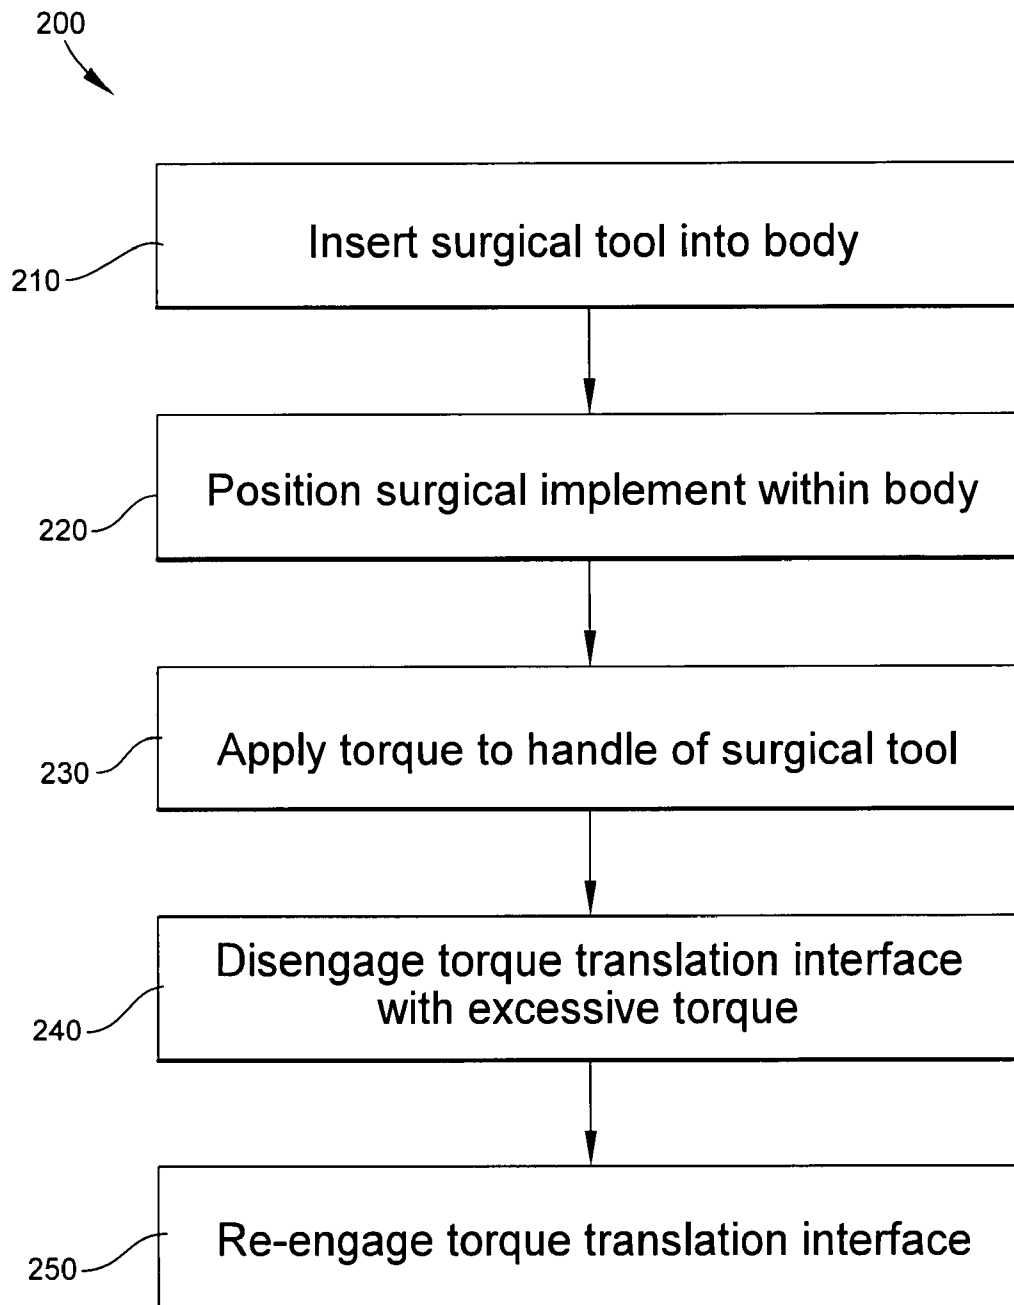 200
Insert surgical tool into body
210
Position surgical implement within body
220
Apply torque to handle of surgical tool
230
Disengage torque translation interface
with excessive torque
240
Re-engage torque translation interface
250